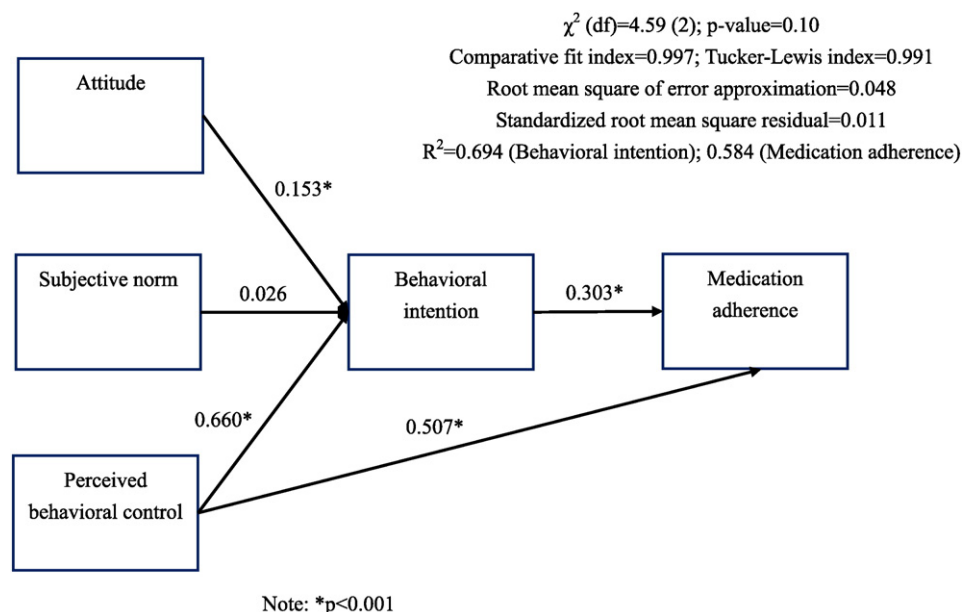 χ² (df)=4.59 (2); p-value=0.10
Comparative fit index=0.997; Tucker-Lewis index=0.991
Root mean square of error approximation=0.048
Standardized root mean square residual=0.011
R²=0.694 (Behavioral intention); 0.584 (Medication adherence)
Attitude
0.153*
Subjective norm
0.026
Behavioral
intention
0.303*
Medication
adherence
0.660*
0.507*
Perceived
behavioral control
Note: *p<0.001